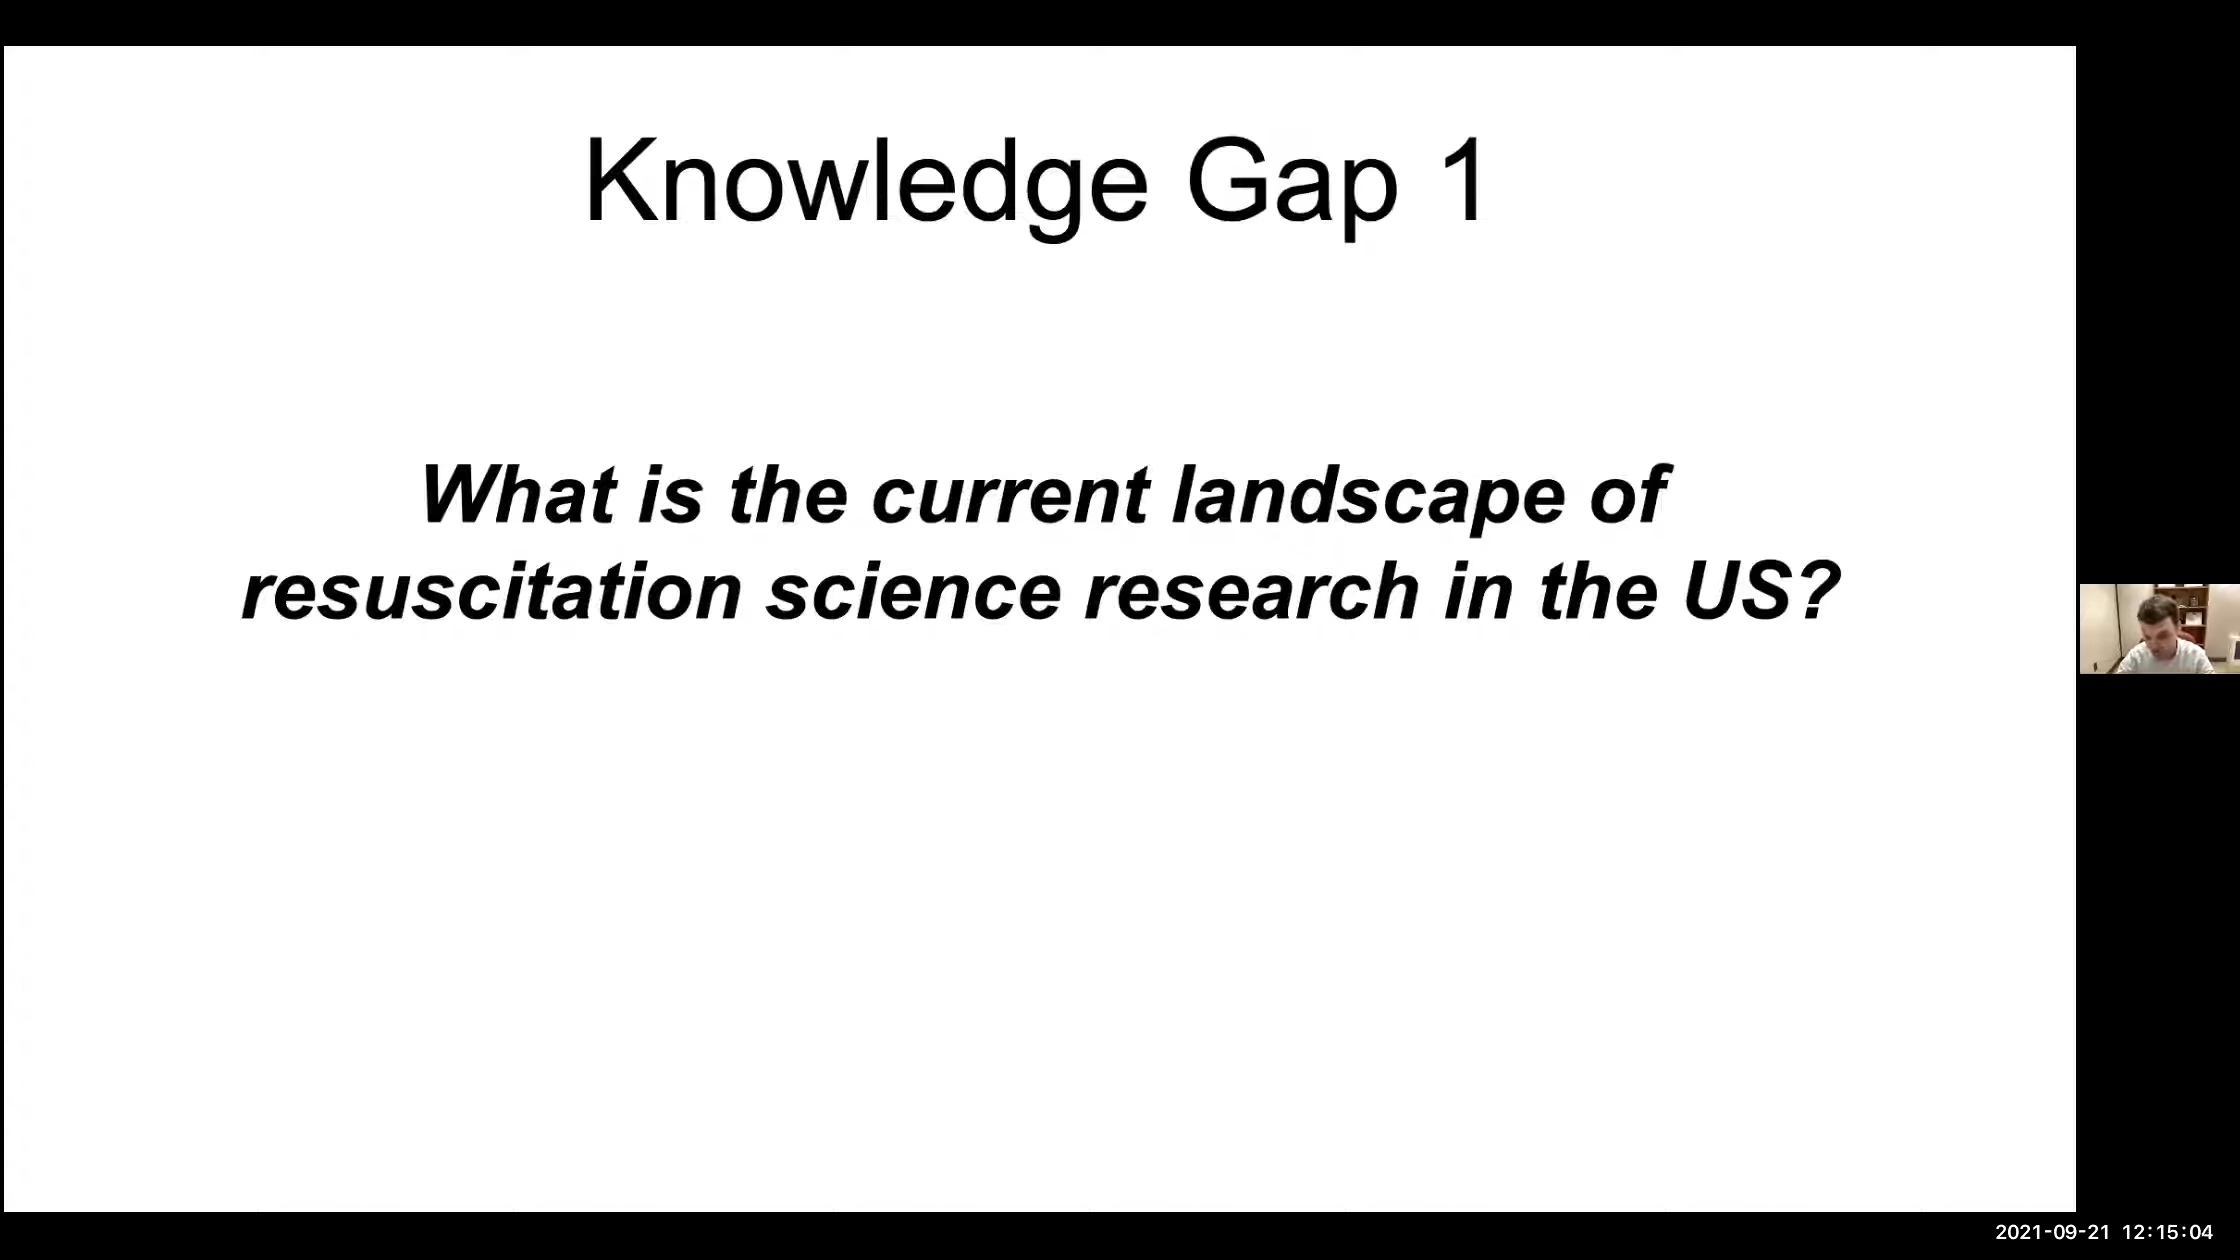 Knowledge Gap 1
What is the current landscape of
resuscitation science research in the US?
2021-09-21 12:15:04